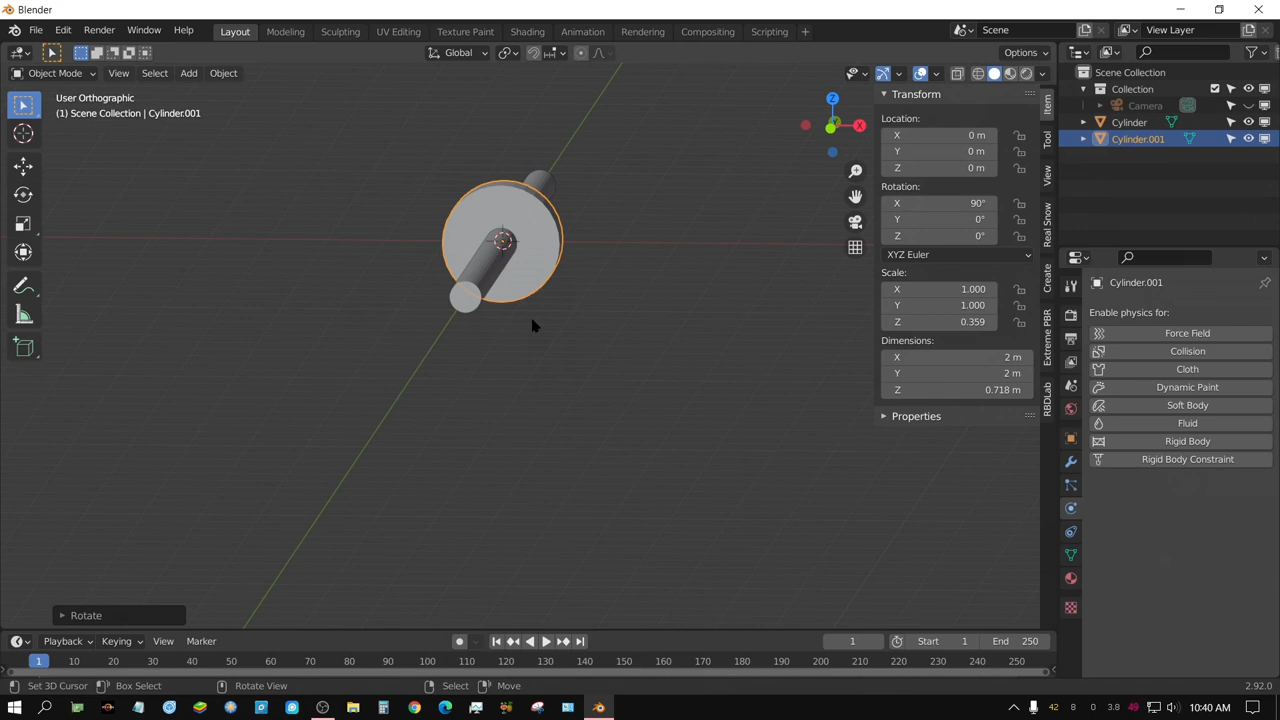 Blender
File Edit Render Window Help Layout Modeling Sculpting UV Editing Texture Paint Shading Animation Rendering Compositing Scripting + Scene View Layer
Global Options
Object Mode View Select Add Object
User Orthographic
(1) Scene Collection | Cylinder.001
Z
X
Y
Transform
Location:
X 0 m
Y 0 m
Z 0 m
Rotation:
X 90°
Y 0°
Z 0°
XYZ Euler
Scale:
X 1.000
Y 1.000
Z 0.359
Dimensions:
X 2 m
Y 2 m
Z 0.718 m
Properties
Item
Tool
View
Real Snow
Create
Extreme PBR
RBDLab
Scene Collection
Collection
Camera
Cylinder
Cylinder.001
Cylinder.001
Enable physics for:
Force Field
Collision
Cloth
Dynamic Paint
Soft Body
Fluid
Rigid Body
Rigid Body Constraint
Rotate
Playback Keying View Marker 1 Start 1 End 250
1 10 20 30 40 50 60 70 80 90 100 110 120 130 140 150 160 170 180 190 200 210 220 230 240 250
Set 3D Cursor Box Select Rotate View Select Move 2.92.0
42 8 0 3.8 49 10:40 AM